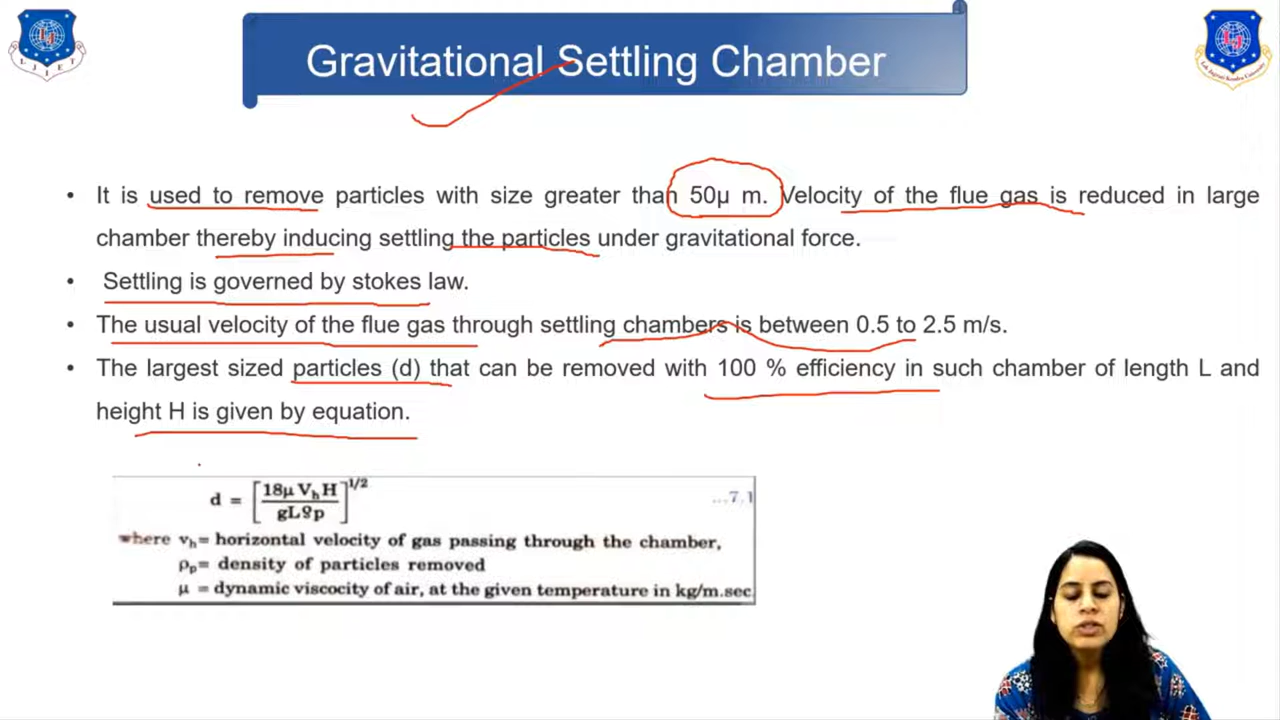 Gravitational Settling Chamber
L J I E T
• It is used to remove particles with size greater than 50μ m. Velocity of the flue gas is reduced in large
chamber thereby inducing settling the particles under gravitational force.
• Settling is governed by stokes law.
• The usual velocity of the flue gas through settling chambers is between 0.5 to 2.5 m/s.
• The largest sized particles (d) that can be removed with 100 % efficiency in such chamber of length L and
height H is given by equation.
d = [18μ VₕH / gLρp]^1/2 ...7.1
where vₕ= horizontal velocity of gas passing through the chamber,
ρₚ= density of particles removed
μ = dynamic viscocity of air, at the given temperature in kg/m.sec.